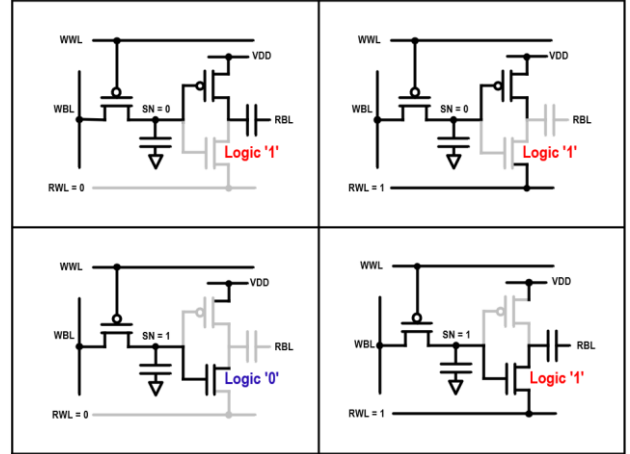 WWL
VDD
WBL
SN = 0
RBL
Logic '1'
RWL = 0
WWL
VDD
WBL
SN = 0
RBL
Logic '1'
RWL = 1
WWL
VDD
WBL
SN = 1
RBL
Logic '0'
RWL = 0
WWL
VDD
WBL
SN = 1
RBL
Logic '1'
RWL = 1